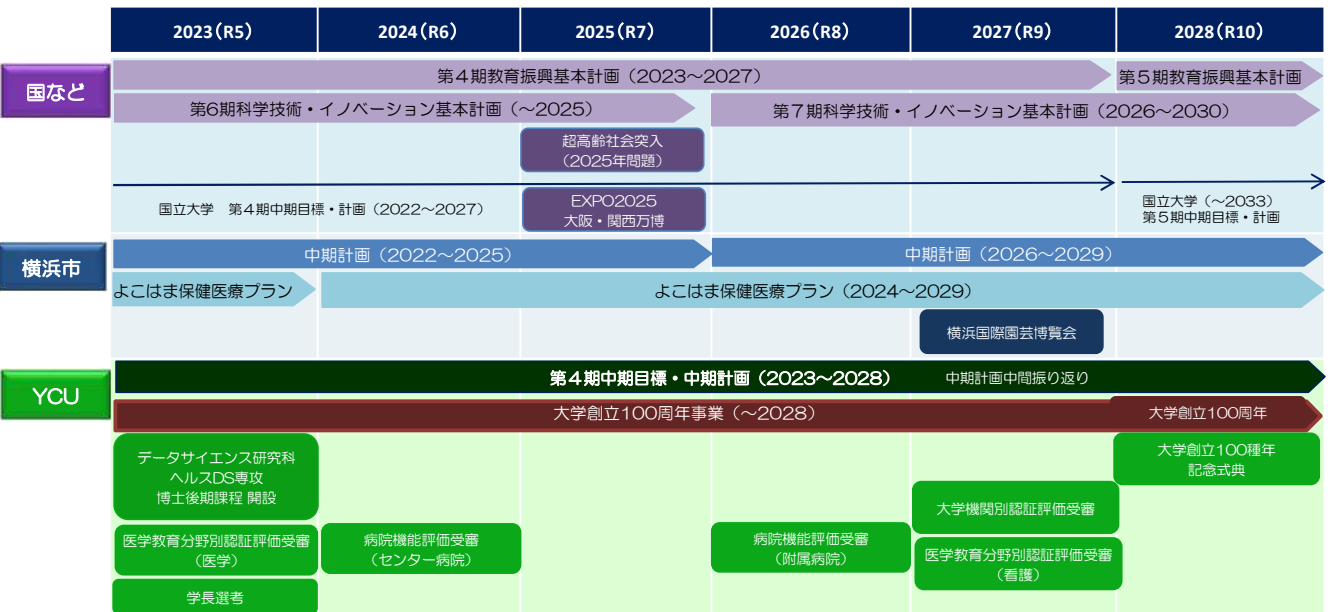 2023(R5) 2024(R6) 2025(R7) 2026(R8) 2027(R9) 2028(R10)
国など
第4期教育振興基本計画（2023～2027）
第5期教育振興基本計画
第6期科学技術・イノベーション基本計画（～2025）
第7期科学技術・イノベーション基本計画（2026～2030）
超高齢社会突入
（2025年問題）
国立大学　第4期中期目標・計画（2022～2027）
EXPO2025
大阪・関西万博
国立大学（～2033）
第5期中期目標・計画
横浜市
中期計画（2022～2025）
中期計画（2026～2029）
よこはま保健医療プラン
よこはま保健医療プラン（2024～2029）
横浜国際園芸博覧会
YCU
第4期中期目標・中期計画（2023～2028）
中期計画中間振り返り
大学創立100周年事業（～2028）
大学創立100周年
データサイエンス研究科
ヘルスDS専攻
博士後期課程 開設
大学創立100種年
記念式典
大学機関別認証評価受審
医学教育分野別認証評価受審
（医学）
病院機能評価受審
（センター病院）
病院機能評価受審
（附属病院）
医学教育分野別認証評価受審
（看護）
学長選考